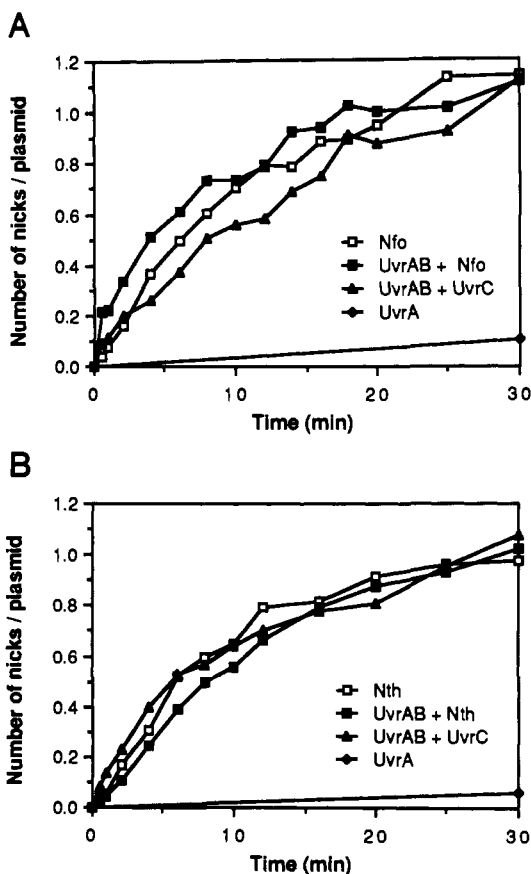 A
Number of nicks / plasmid
1.2
1.0
0.8
0.6
0.4
0.2
0.0
Nfo
UvrAB + Nfo
UvrAB + UvrC
UvrA
0 10 20 30
Time (min)
B
Number of nicks / plasmid
1.2
1.0
0.8
0.6
0.4
0.2
0.0
Nth
UvrAB + Nth
UvrAB + UvrC
UvrA
0 10 20 30
Time (min)